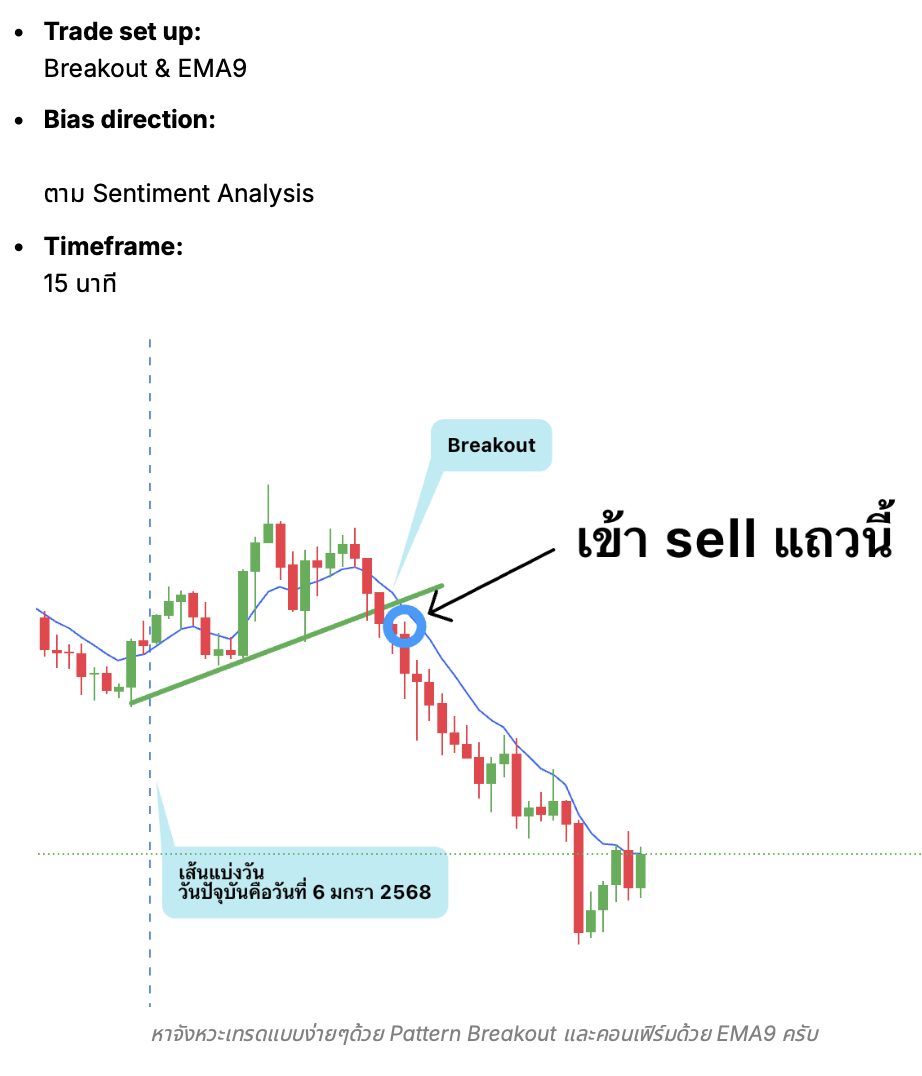 • Trade set up:
Breakout & EMA9
• Bias direction:
ตาม Sentiment Analysis
• Timeframe:
15 นาที
Breakout
เข้า sell แถวนี้
เส้นแบ่งวัน
วันปัจุบันคือวันที่ 6 มกรา 2568
หาจังหวะเทรดแบบง่ายๆด้วย Pattern Breakout และคอนเฟิร์มด้วย EMA9 ครับ